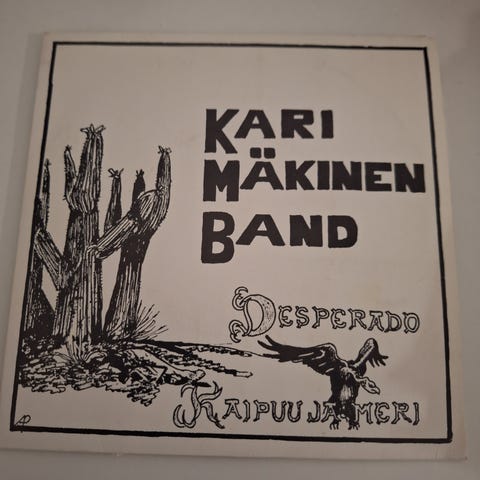 KARI
MÄKINEN
BAND
DESPERADO
KAIPUU JA MERI